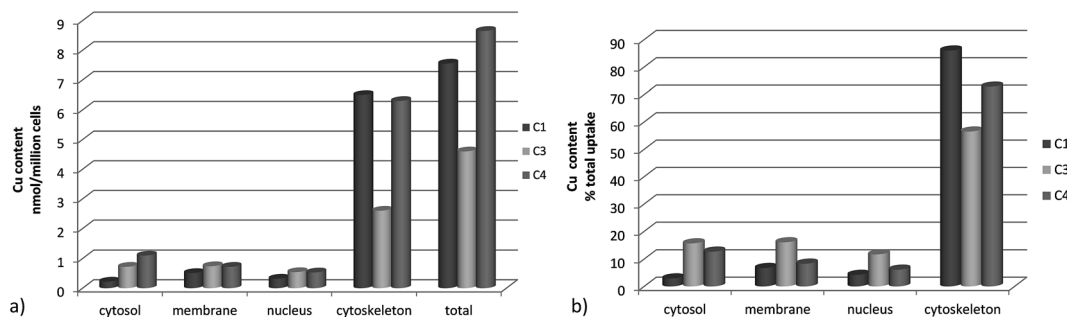 Cu content
nmol/million cells
9
8
7
6
5
4
3
2
1
0
cytosol membrane nucleus cytoskeleton total
C1
C3
C4
a)
Cu content
% total uptake
90
80
70
60
50
40
30
20
10
0
cytosol membrane nucleus cytoskeleton
C1
C3
C4
b)